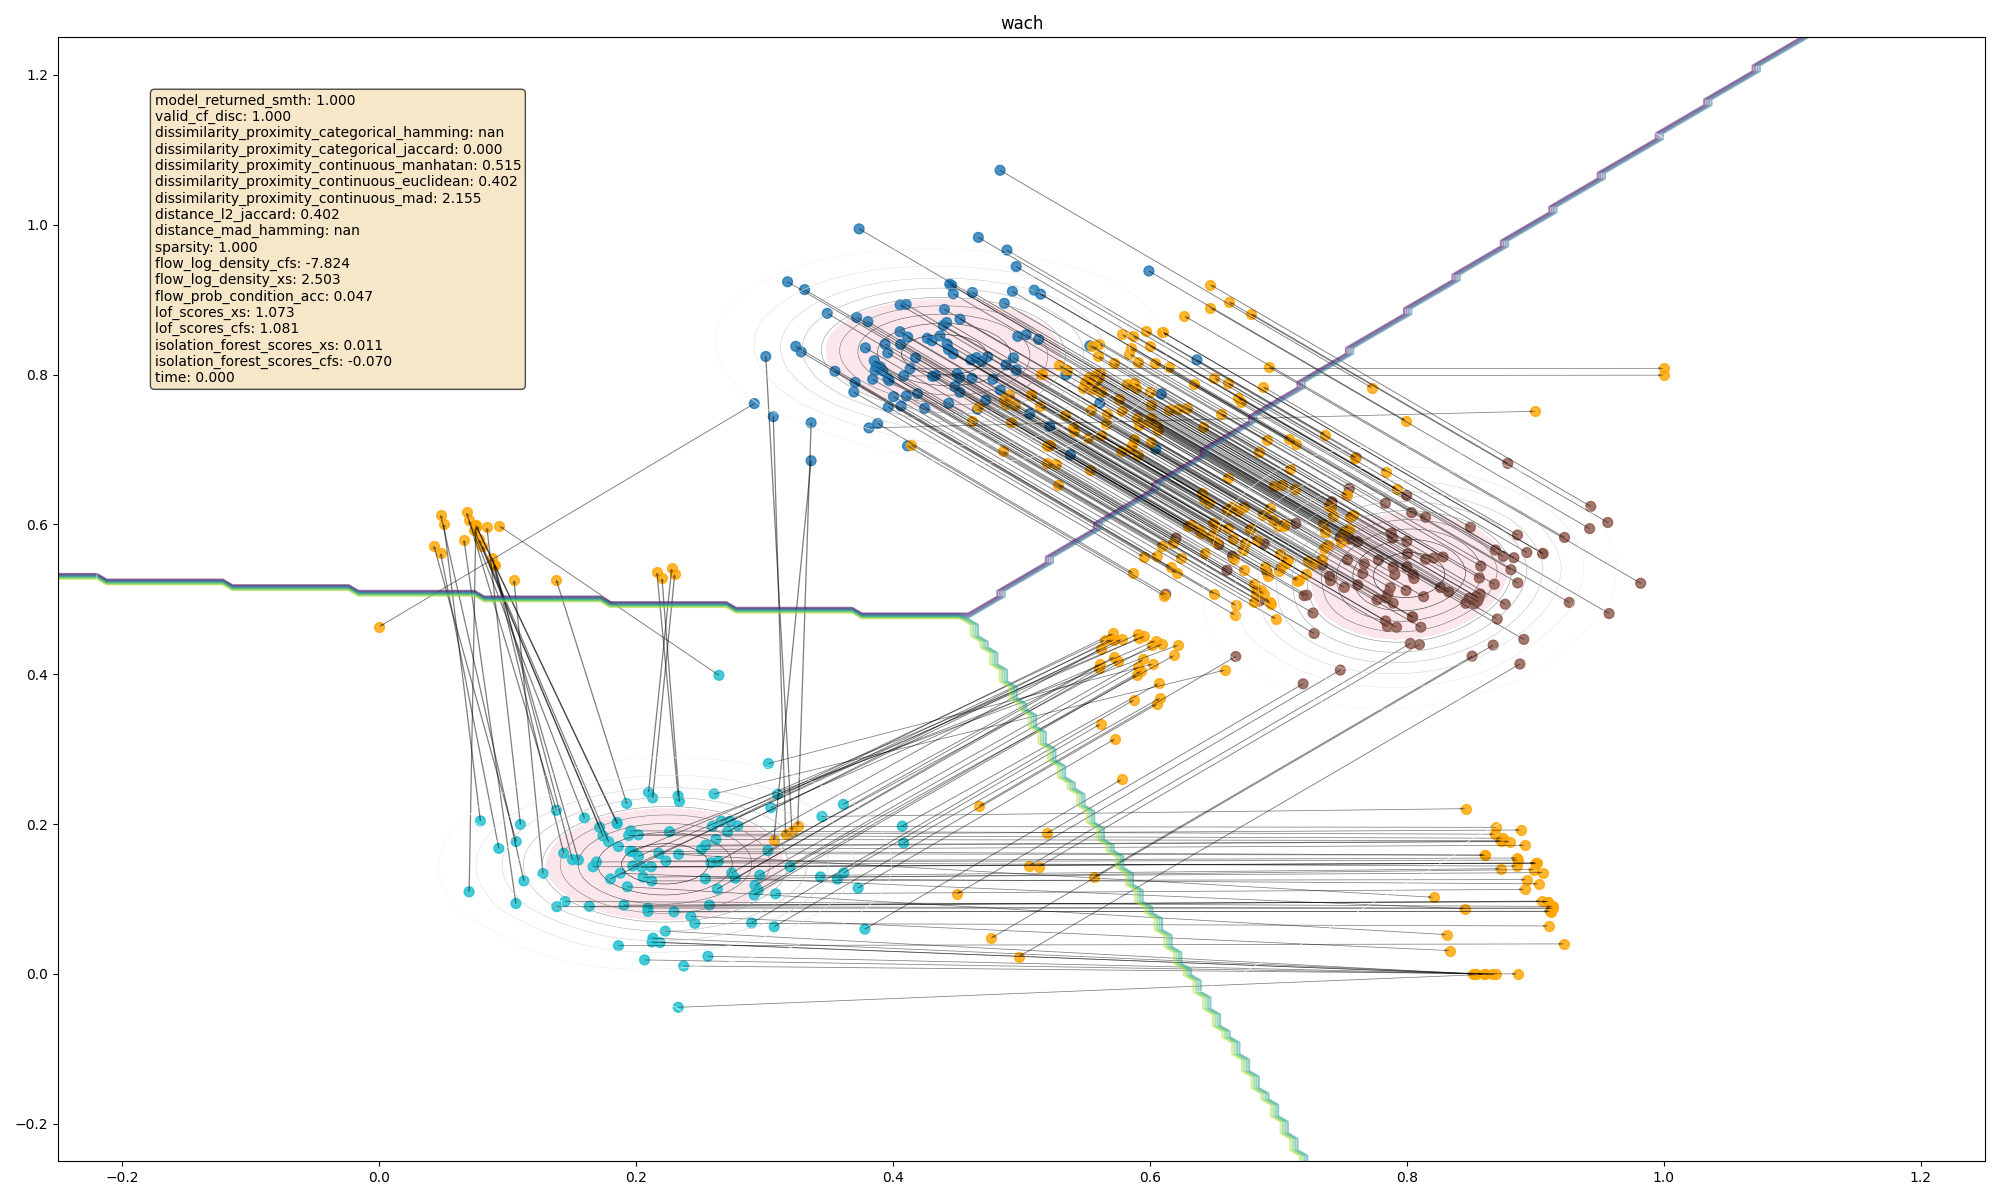 wach
model_returned_smth: 1.000
valid_cf_disc: 1.000
dissimilarity_proximity_categorical_hamming: nan
dissimilarity_proximity_categorical_jaccard: 0.000
dissimilarity_proximity_continuous_manhatan: 0.515
dissimilarity_proximity_continuous_euclidean: 0.402
dissimilarity_proximity_continuous_mad: 2.155
distance_l2_jaccard: 0.402
distance_mad_hamming: nan
sparsity: 1.000
flow_log_density_cfs: -7.824
flow_log_density_xs: 2.503
flow_prob_condition_acc: 0.047
lof_scores_xs: 1.073
lof_scores_cfs: 1.081
isolation_forest_scores_xs: 0.011
isolation_forest_scores_cfs: -0.070
time: 0.000
1.2
1.0
0.8
0.6
0.4
0.2
0.0
−0.2
−0.2 0.0 0.2 0.4 0.6 0.8 1.0 1.2